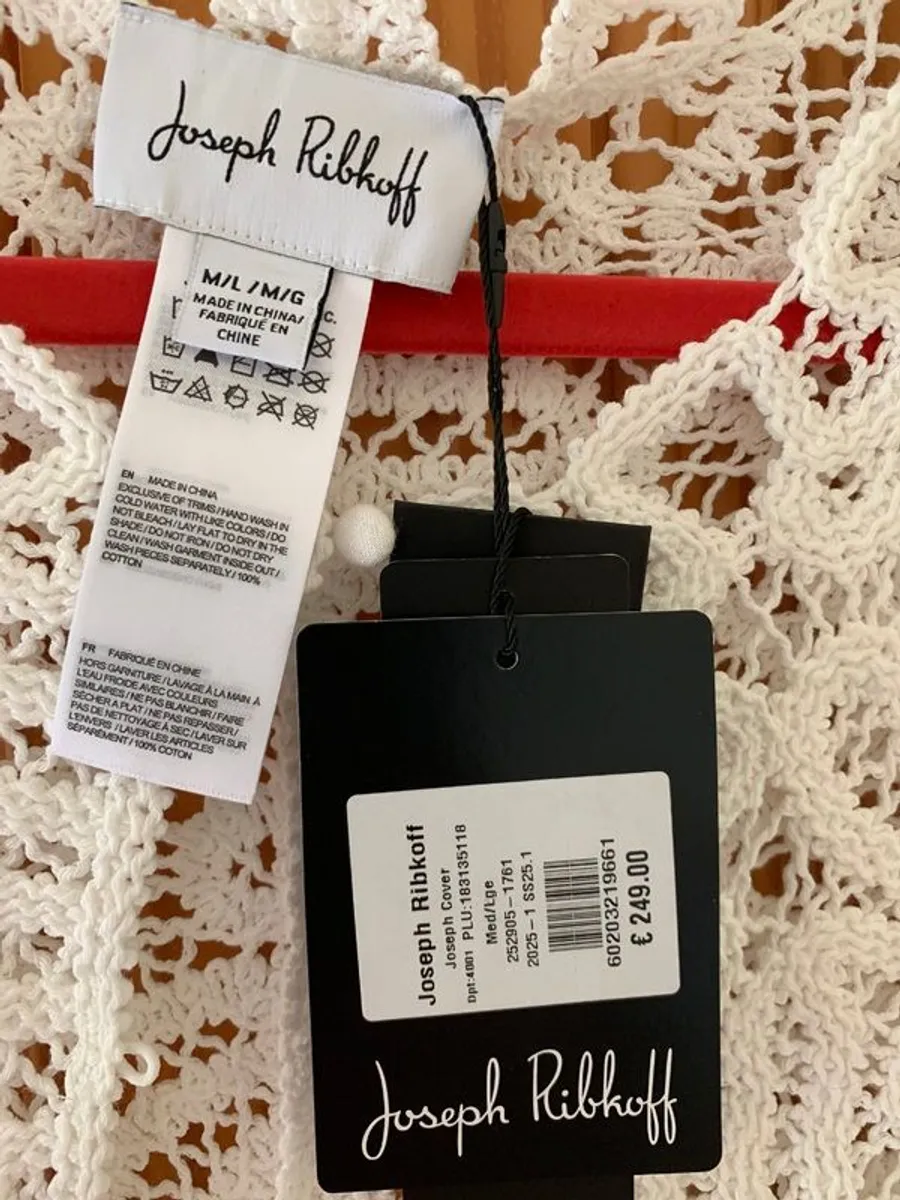 Joseph Ribkoff
M/L / M/G
MADE IN CHINA/
FABRIQUÉ EN
CHINE
C.
EN MADE IN CHINA
EXCLUSIVE OF TRIMS / HAND WASH IN
COLD WATER WITH LIKE COLORS / DO
NOT BLEACH / LAY FLAT TO DRY IN THE
SHADE / DO NOT IRON / DO NOT DRY
CLEAN / WASH GARMENT INSIDE OUT /
WASH PIECES SEPARATELY / 100%
COTTON
FR FABRIQUÉ EN CHINE
HORS GARNITURE / LAVAGE À LA MAIN À
L'EAU FROIDE AVEC COULEURS
SIMILAIRES / NE PAS BLANCHIR / FAIRE
SÉCHER A PLAT / NE PAS REPASSER /
PAS DE NETTOYAGE À SEC / LAVER SUR
L'ENVERS / LAVER LES ARTICLES
SÉPARÉMENT / 100% COTON
Joseph Ribkoff
Joseph Cover
Dpt:4001 PLU:183135118
Med/Lge
252905-1761
2025-1 SS25.1
60203219661
€ 249.00
Joseph Ribkoff